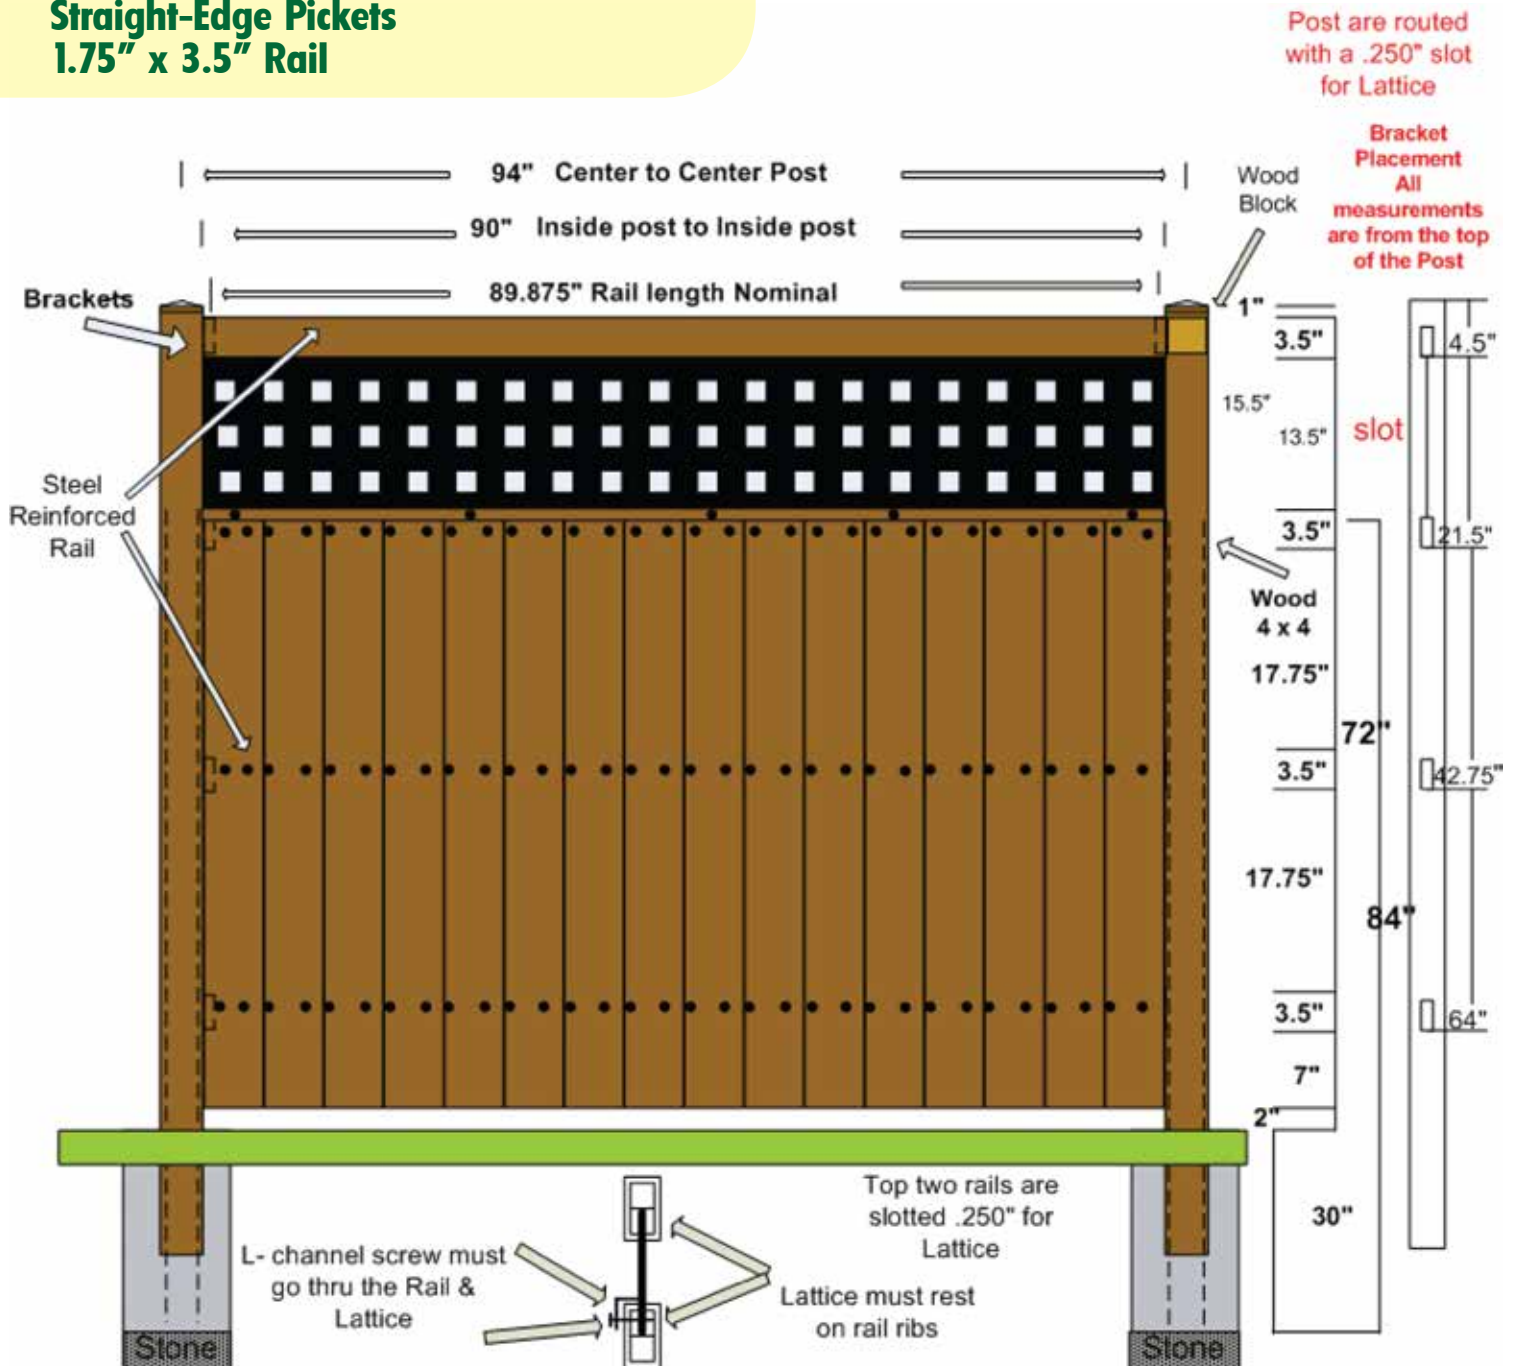 Straight-Edge Pickets
1.75" x 3.5" Rail
Post are routed
with a .250" slot
for Lattice
Bracket
Placement
All
measurements
are from the top
of the Post
94" Center to Center Post
90" Inside post to Inside post
89.875" Rail length Nominal
Wood
Block
Brackets
Steel
Reinforced
Rail
1"
3.5"
15.5"
13.5"
slot
3.5"
Wood
4 x 4
17.75"
72"
3.5"
17.75"
84"
3.5"
7"
2"
30"
4.5"
21.5"
42.75"
64"
L- channel screw must
go thru the Rail &
Lattice
Top two rails are
slotted .250" for
Lattice
Lattice must rest
on rail ribs
Stone
Stone